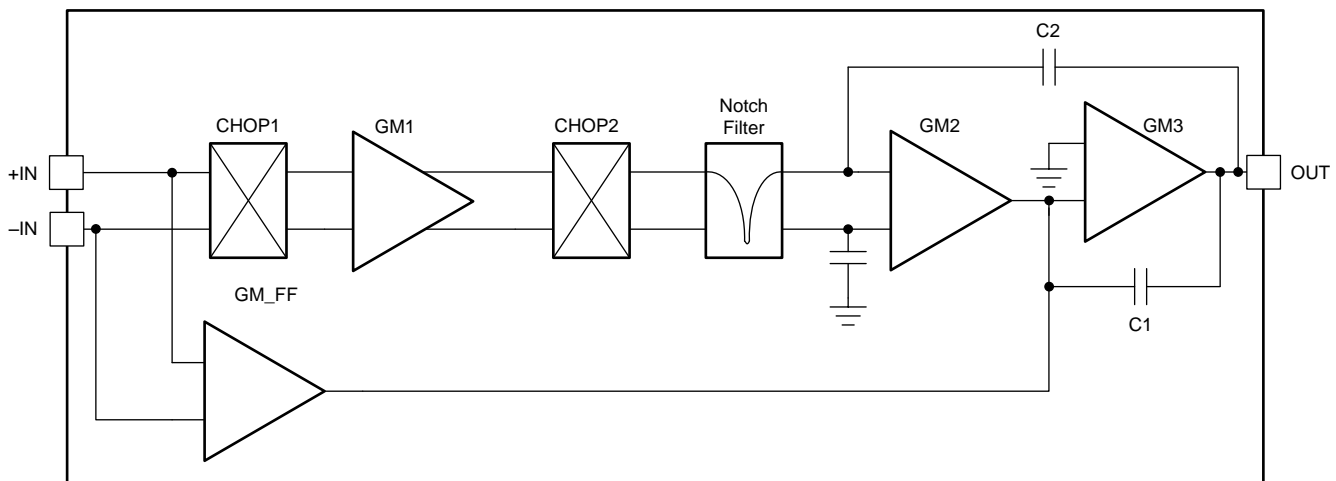 C2
CHOP1
GM1
CHOP2
Notch
Filter
GM2
GM3
+IN
–IN
OUT
GM_FF
C1